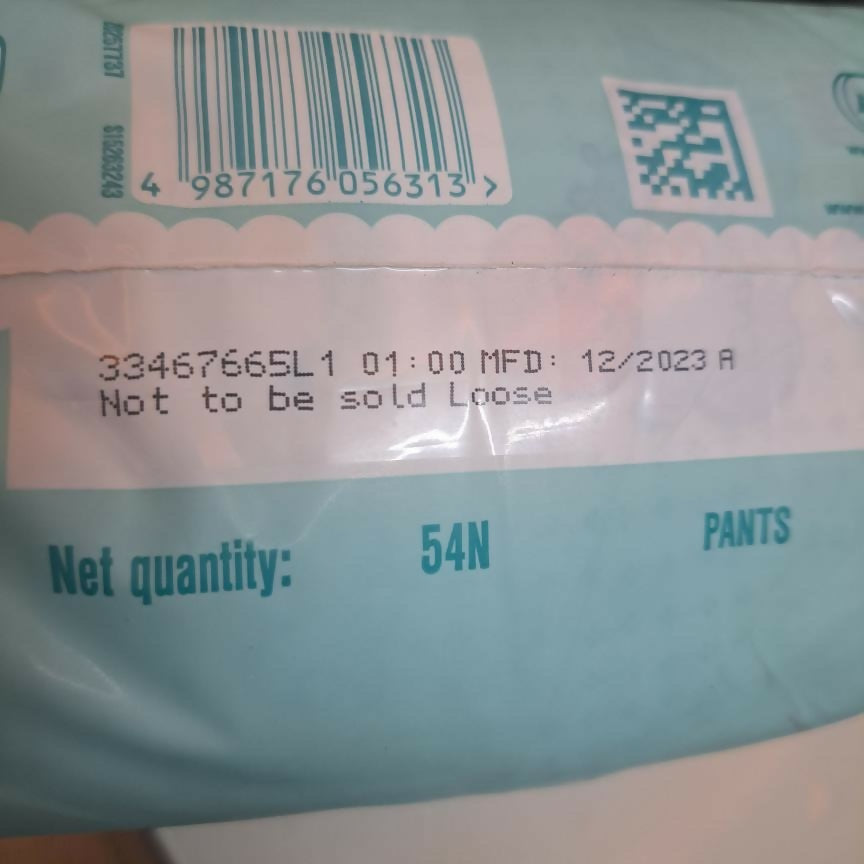 4 987176 056313 >
33467665L1 01:00 MFD: 12/2023 A
Not to be sold Loose
Net quantity: 54N PANTS